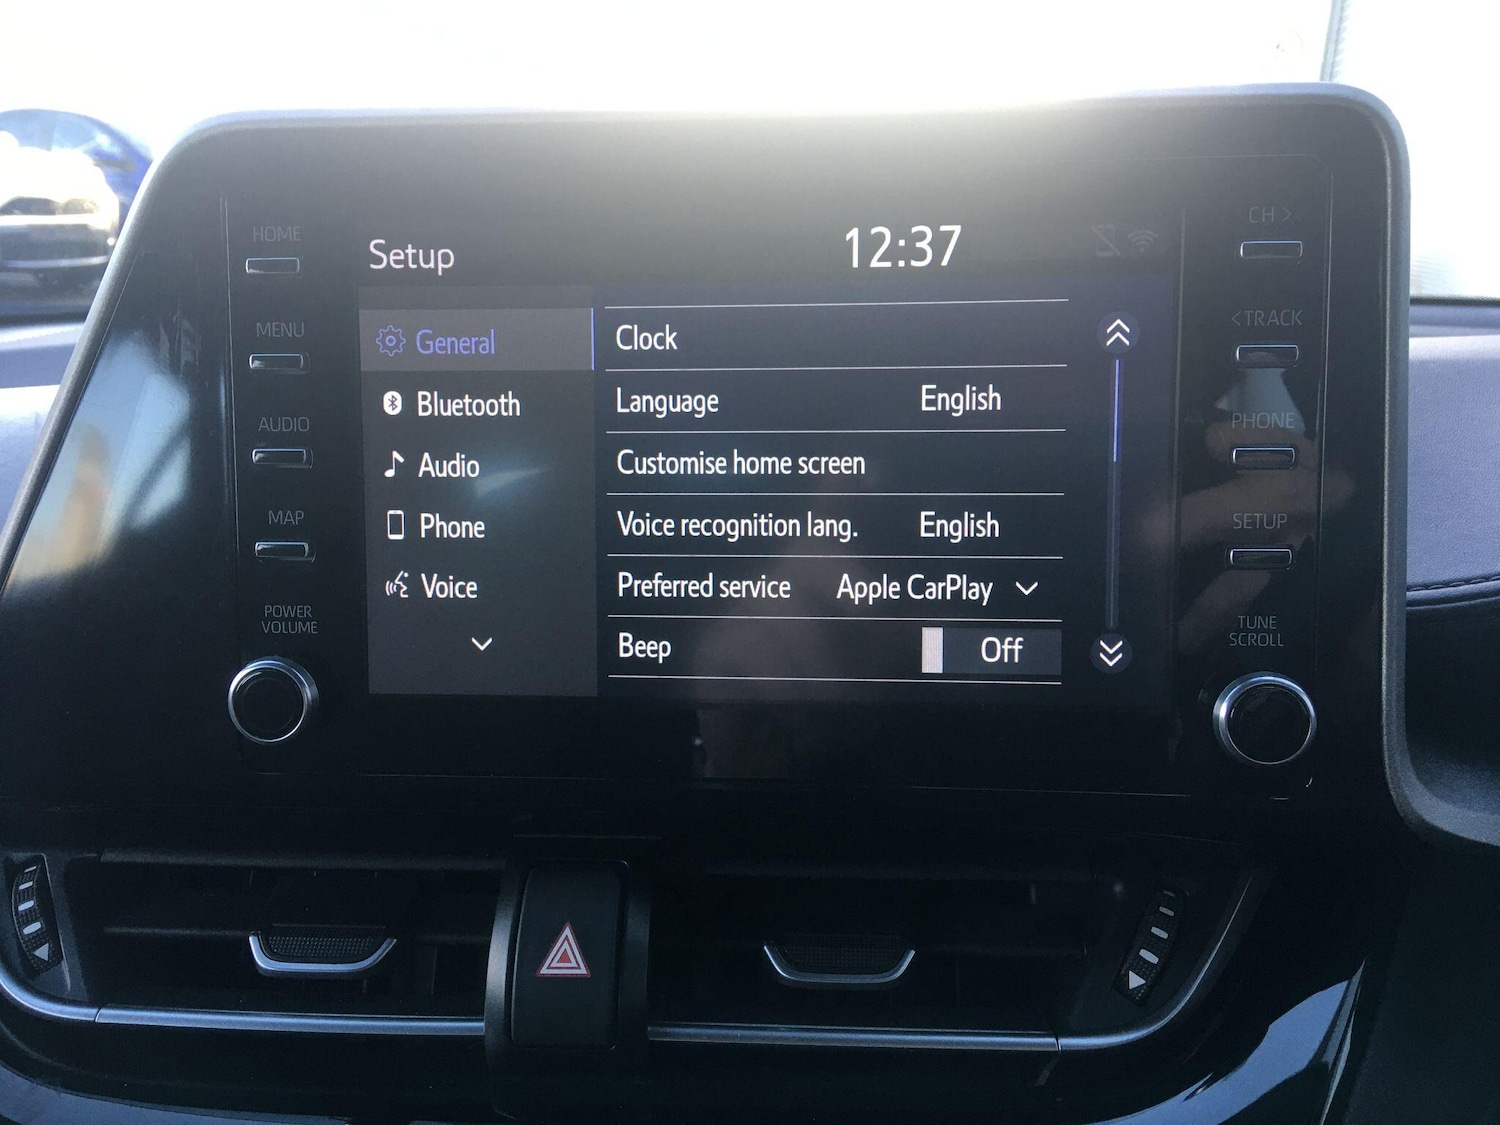 HOME
MENU
AUDIO
MAP
POWER
VOLUME
Setup
12:37
General
Bluetooth
Audio
Phone
Voice
Clock
Language English
Customise home screen
Voice recognition lang. English
Preferred service Apple CarPlay
Beep Off
CH >
< TRACK
PHONE
SETUP
TUNE
SCROLL